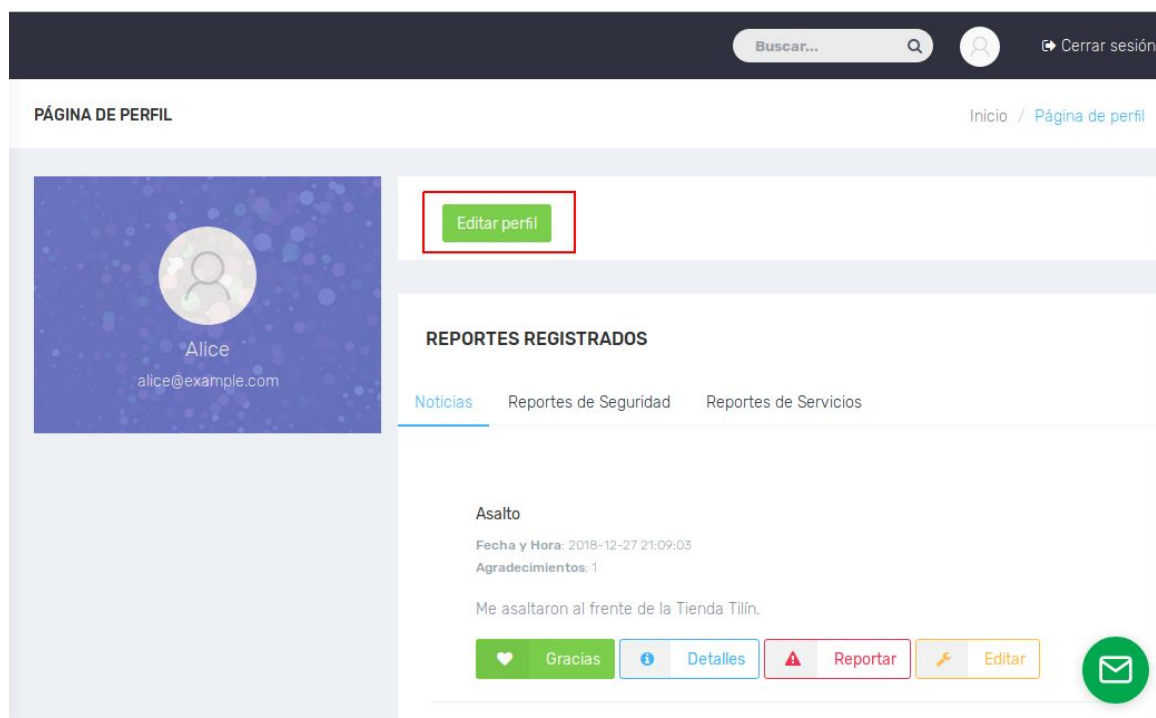 Buscar...
Cerrar sesión
PÁGINA DE PERFIL
Inicio / Página de perfil
Editar perfil
Alice
alice@example.com
REPORTES REGISTRADOS
Noticias Reportes de Seguridad Reportes de Servicios
Asalto
Fecha y Hora: 2018-12-27 21:09:03
Agradecimientos: 1
Me asaltaron al frente de la Tienda Tilín.
Gracias Detalles Reportar Editar